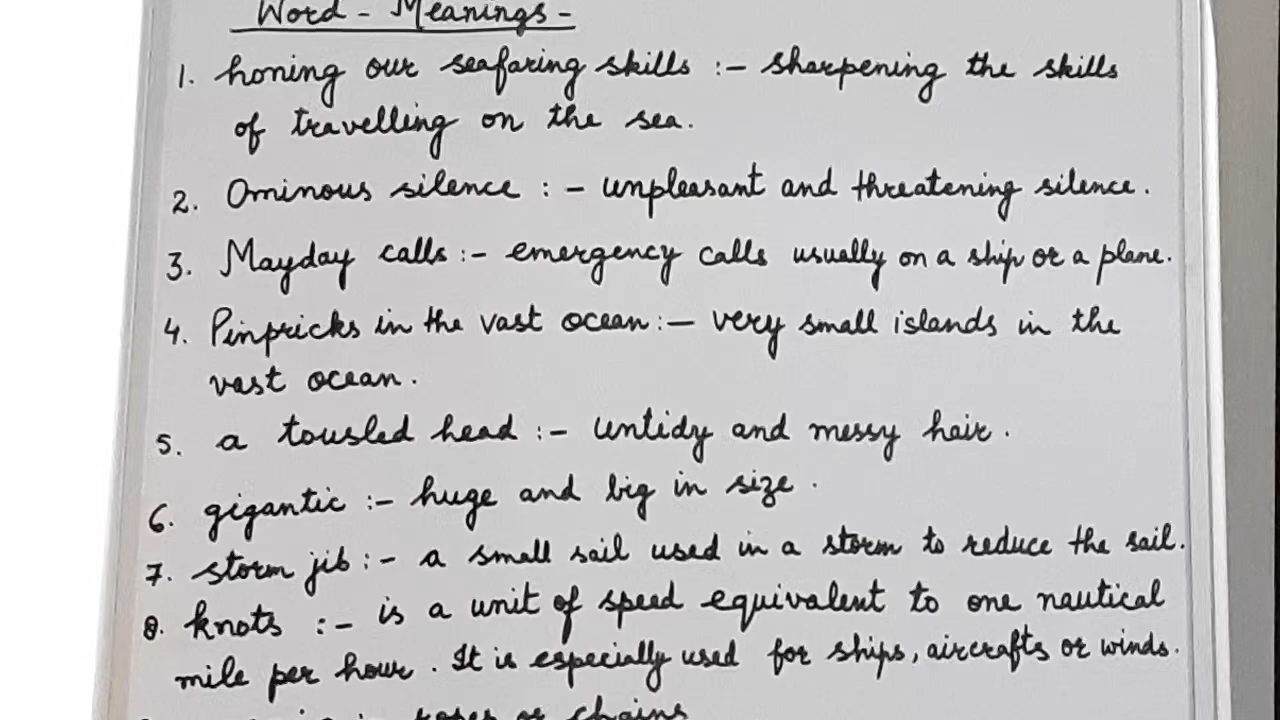 Word - Meanings -
1. honing our seafaring skills :- sharpening the skills
of travelling on the sea.
2. Ominous silence :- unpleasant and threatening silence.
3. Mayday calls :- emergency calls usually on a ship or a plane.
4. Pinpricks in the vast ocean :- very small islands in the
vast ocean.
5. a tousled head :- untidy and messy hair.
6. gigantic :- huge and big in size.
7. storm jib :- a small sail used in a storm to reduce the sail.
8. knots :- is a unit of speed equivalent to one nautical
mile per hour. It is especially used for ships, aircrafts or winds.
ropes or chains